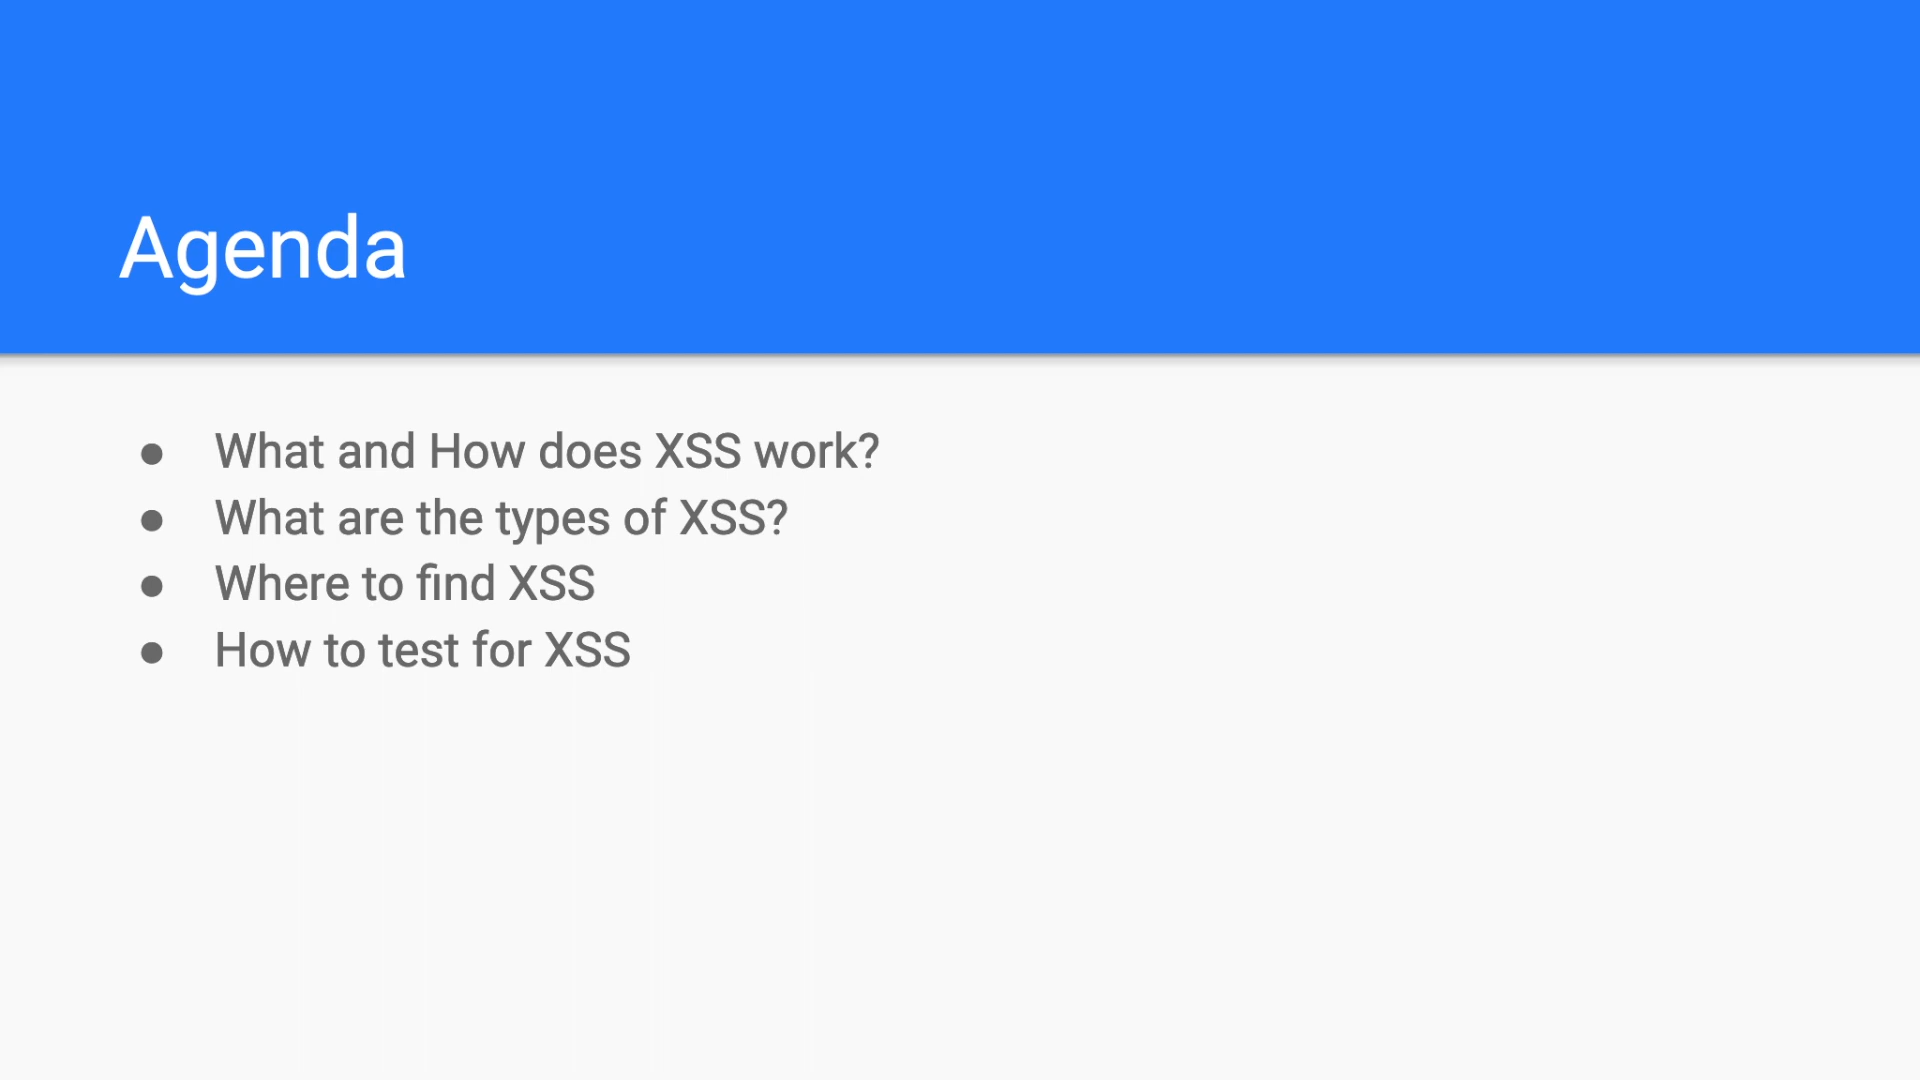 Agenda
● What and How does XSS work?
● What are the types of XSS?
● Where to find XSS
● How to test for XSS